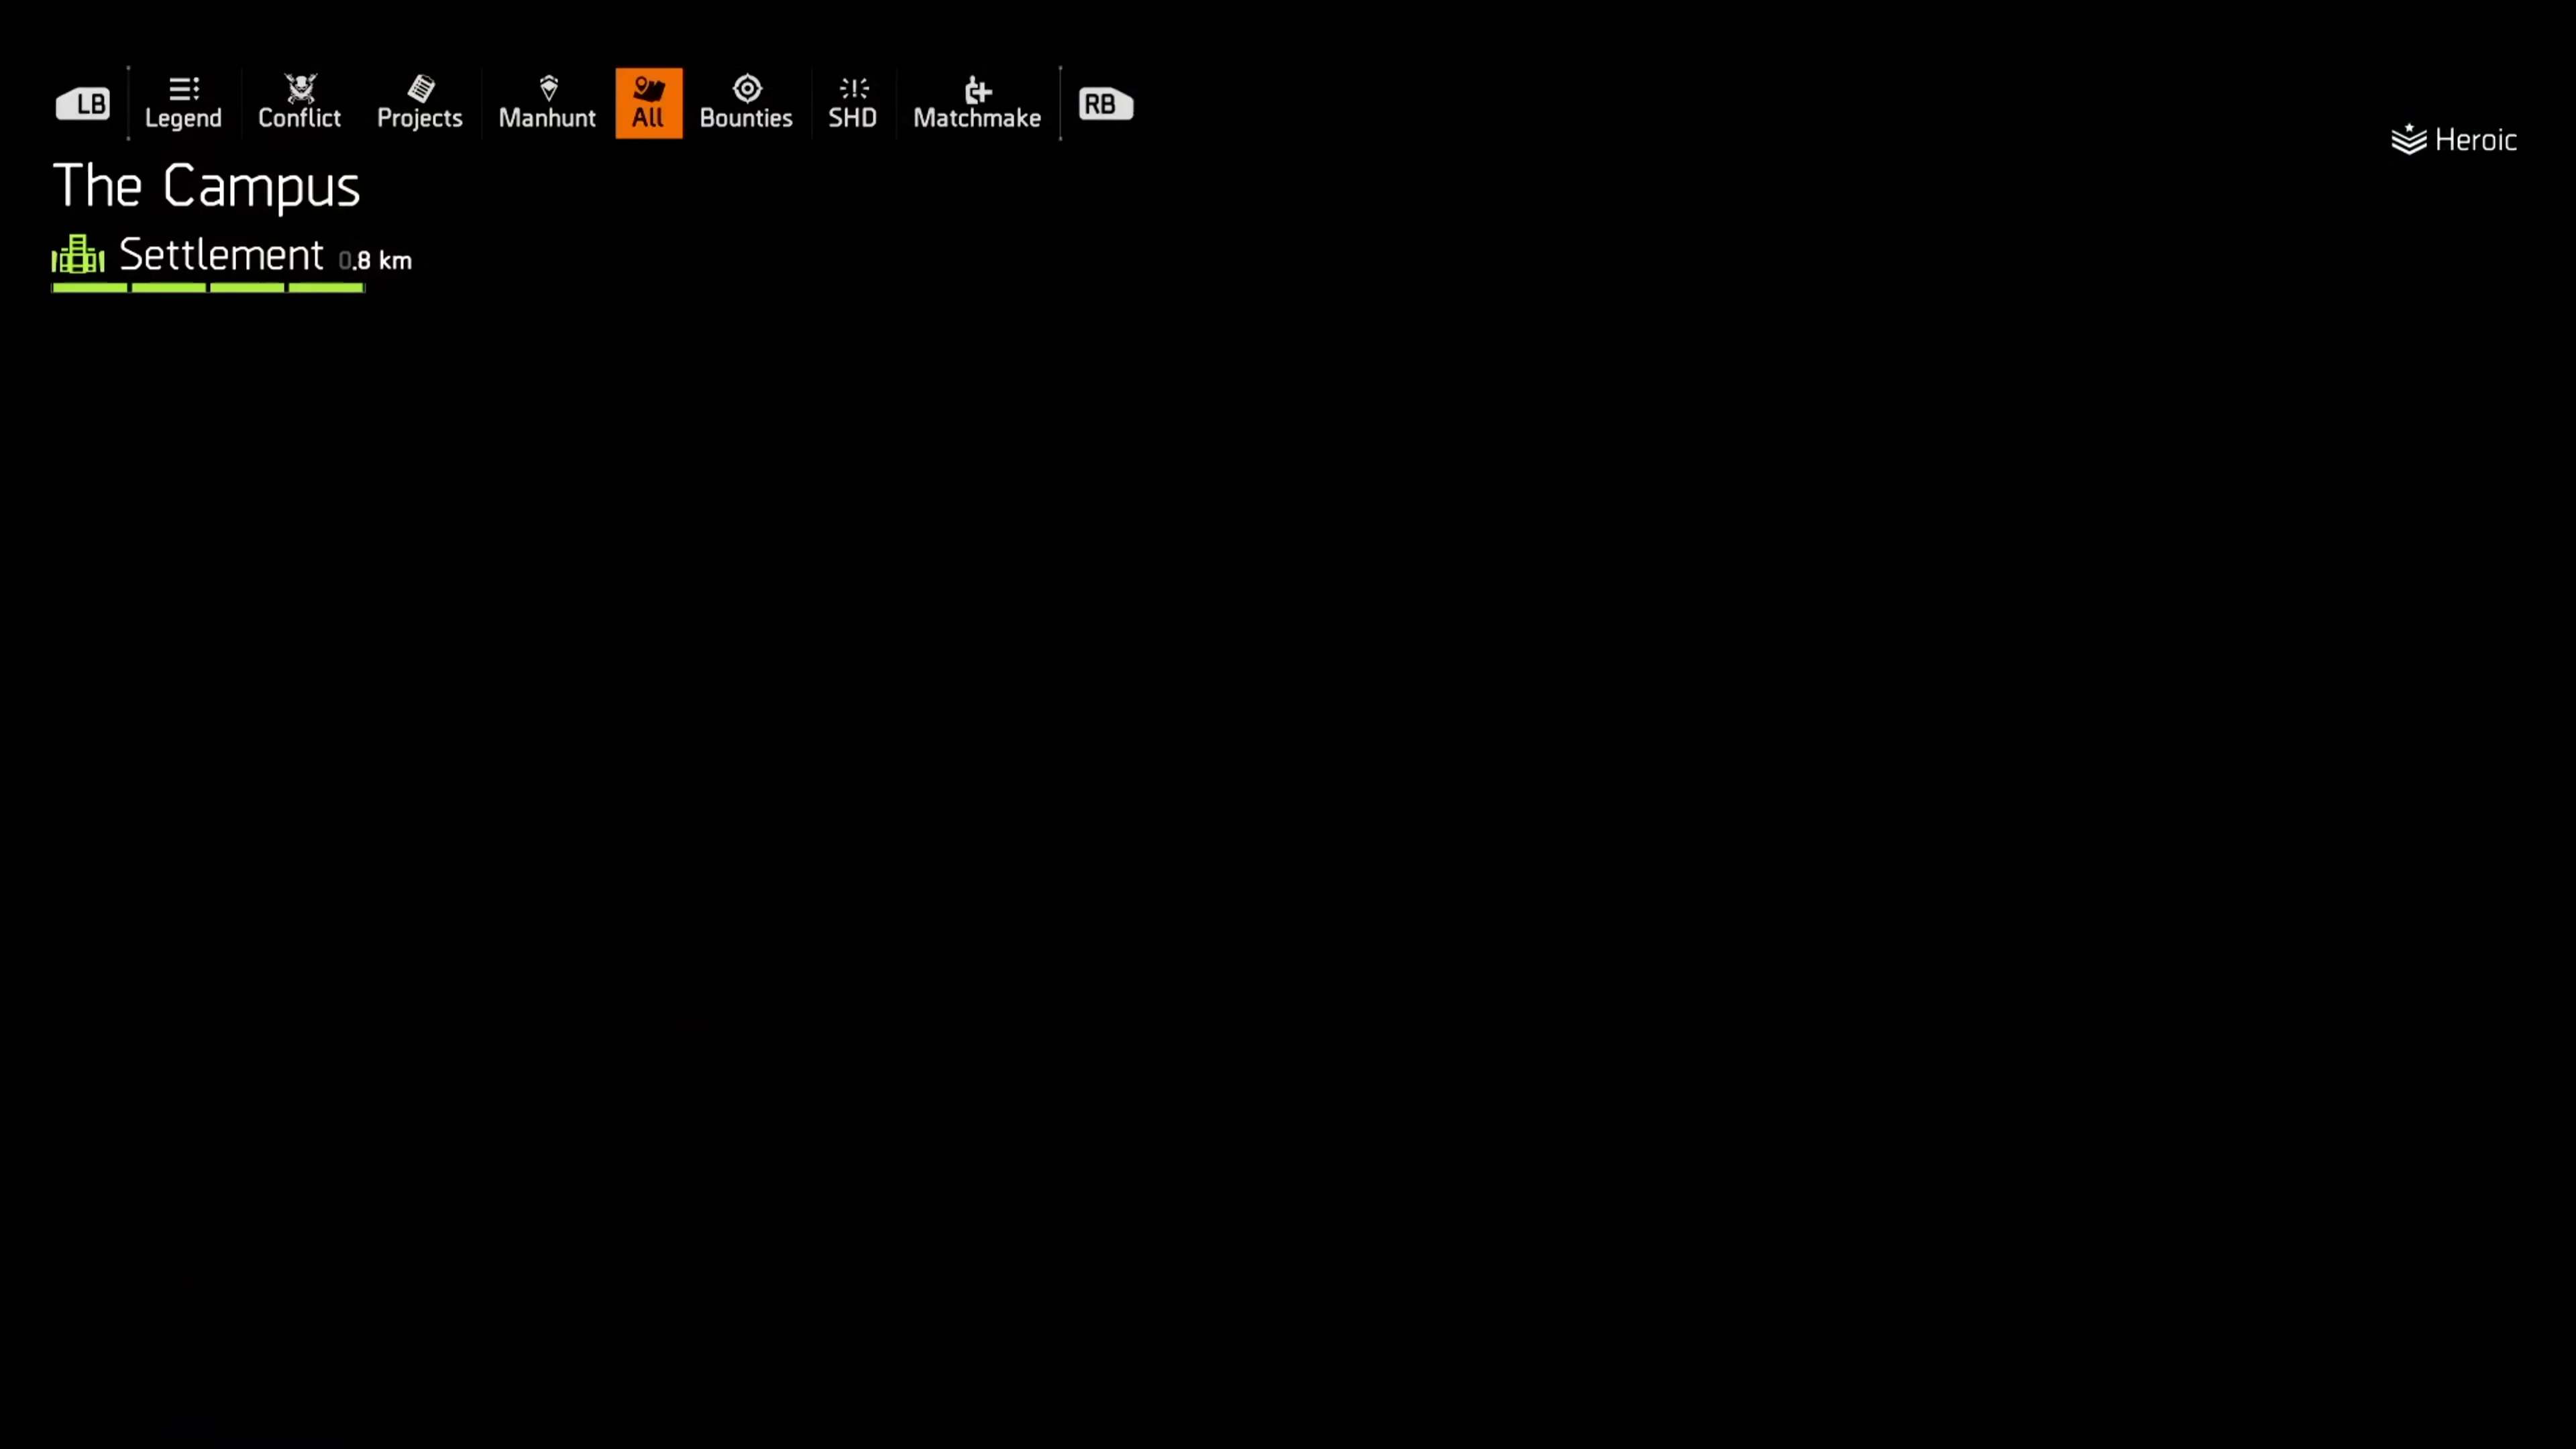 LB Legend Conflict Projects Manhunt All Bounties SHD Matchmake RB
Heroic
The Campus
Settlement 0.8 km